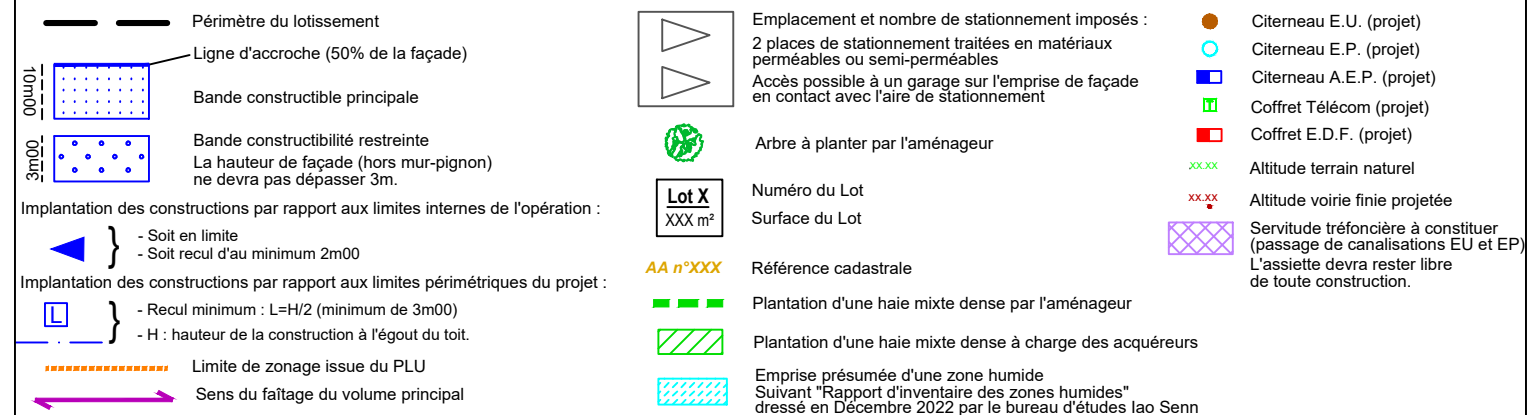 Périmètre du lotissement
Ligne d'accroche (50% de la façade)
10m00
Bande constructible principale
3m00
Bande constructibilité restreinte
La hauteur de façade (hors mur-pignon)
ne devra pas dépasser 3m.
Implantation des constructions par rapport aux limites internes de l'opération :
- Soit en limite
- Soit recul d'au minimum 2m00
Implantation des constructions par rapport aux limites périmétriques du projet :
L
- Recul minimum : L=H/2 (minimum de 3m00)
- H : hauteur de la construction à l'égout du toit.
Limite de zonage issue du PLU
Sens du faîtage du volume principal
Emplacement et nombre de stationnement imposés :
2 places de stationnement traitées en matériaux
perméables ou semi-perméables
Accès possible à un garage sur l'emprise de façade
en contact avec l'aire de stationnement
Arbre à planter par l'aménageur
Lot X
XXX m²
Numéro du Lot
Surface du Lot
AA n°XXX
Référence cadastrale
Plantation d'une haie mixte dense par l'aménageur
Plantation d'une haie mixte dense à charge des acquéreurs
Emprise présumée d'une zone humide
Suivant "Rapport d'inventaire des zones humides"
dressé en Décembre 2022 par le bureau d'études Iao Senn
Citerneau E.U. (projet)
Citerneau E.P. (projet)
Citerneau A.E.P. (projet)
T
Coffret Télécom (projet)
Coffret E.D.F. (projet)
xx.xx
Altitude terrain naturel
xx.xx
Altitude voirie finie projetée
Servitude tréfoncière à constituer
(passage de canalisations EU et EP)
L'assiette devra rester libre
de toute construction.